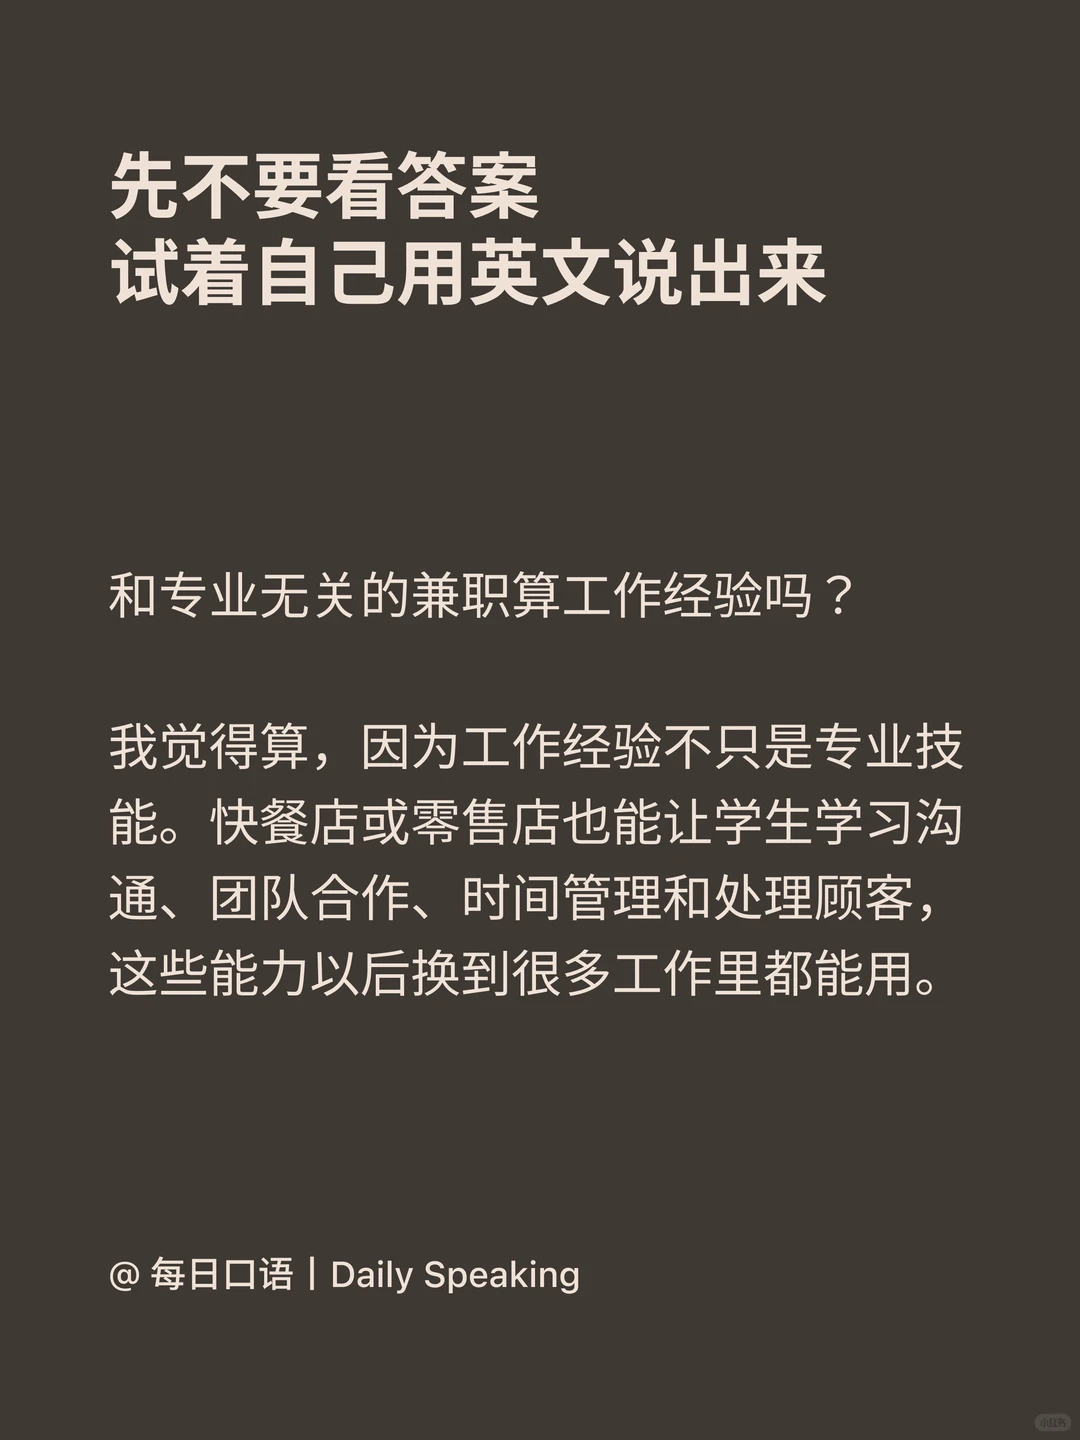 先不要看答案
试着自己用英文说出来
和专业无关的兼职算工作经验吗？
我觉得算，因为工作经验不只是专业技
能。快餐店或零售店也能让学生学习沟
通、团队合作、时间管理和处理顾客，
这些能力以后换到很多工作里都能用。
@ 每日口语丨Daily Speaking
小红书